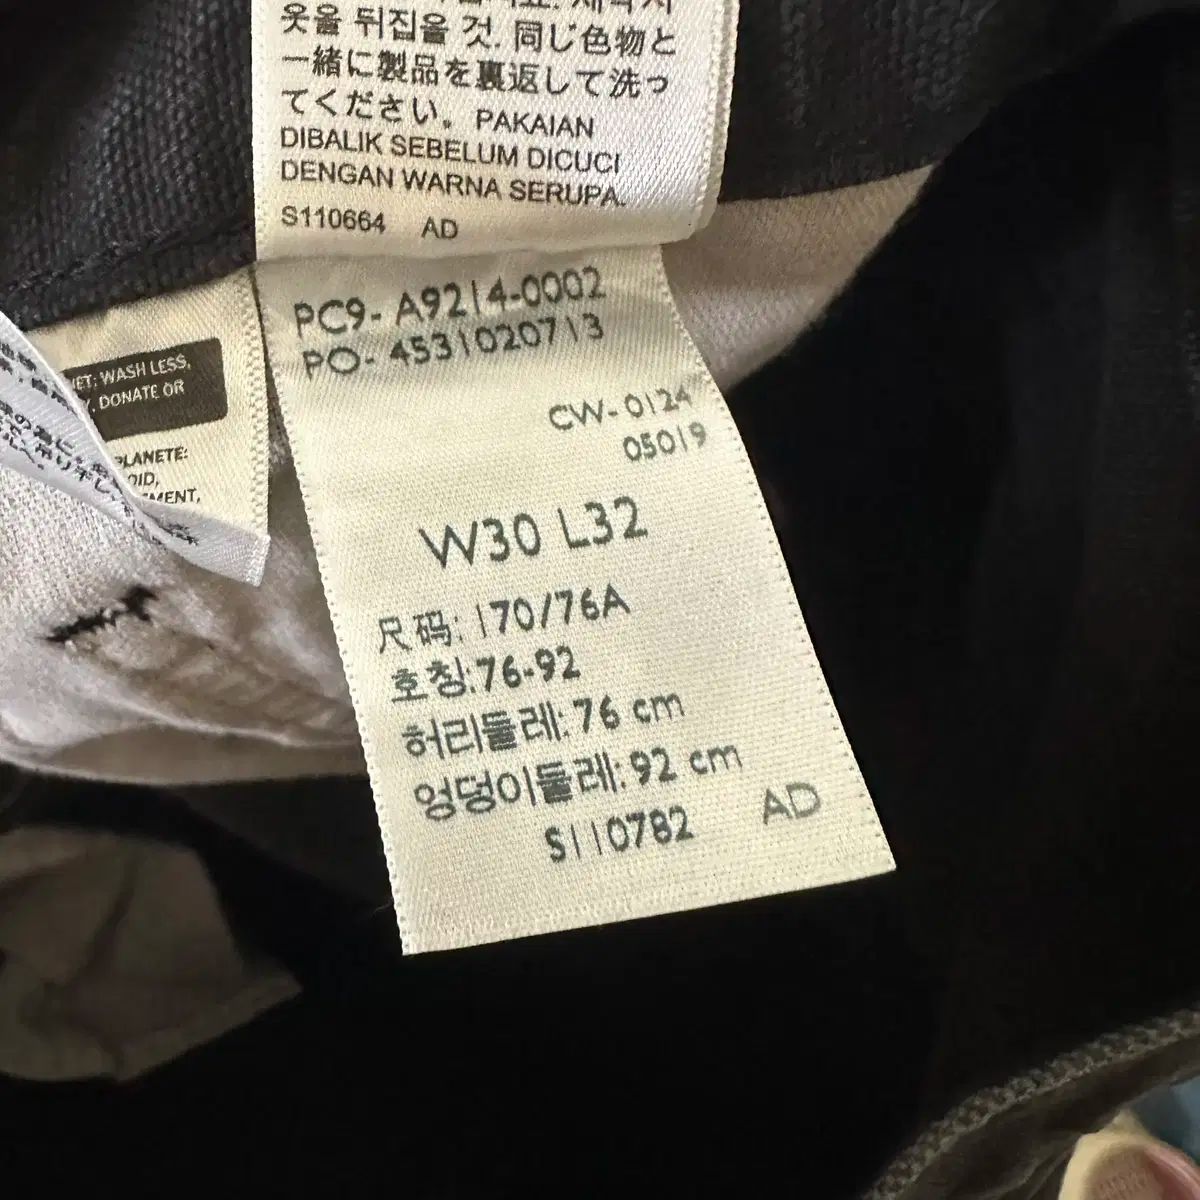 옷을 뒤집을 것. 同じ色物と
一緒に製品を裏返して洗っ
てください。 PAKAIAN
DIBALIK SEBELUM DICUCI
DENGAN WARNA SERUPA.
S110664 AD
PC9- A9214-0002
PO- 4531020713
CW- 0124
05019
W30 L32
尺码: 170/76A
호칭:76-92
허리둘레: 76 cm
엉덩이둘레: 92 cm
S110782 AD
WASH LESS,
DONATE OR